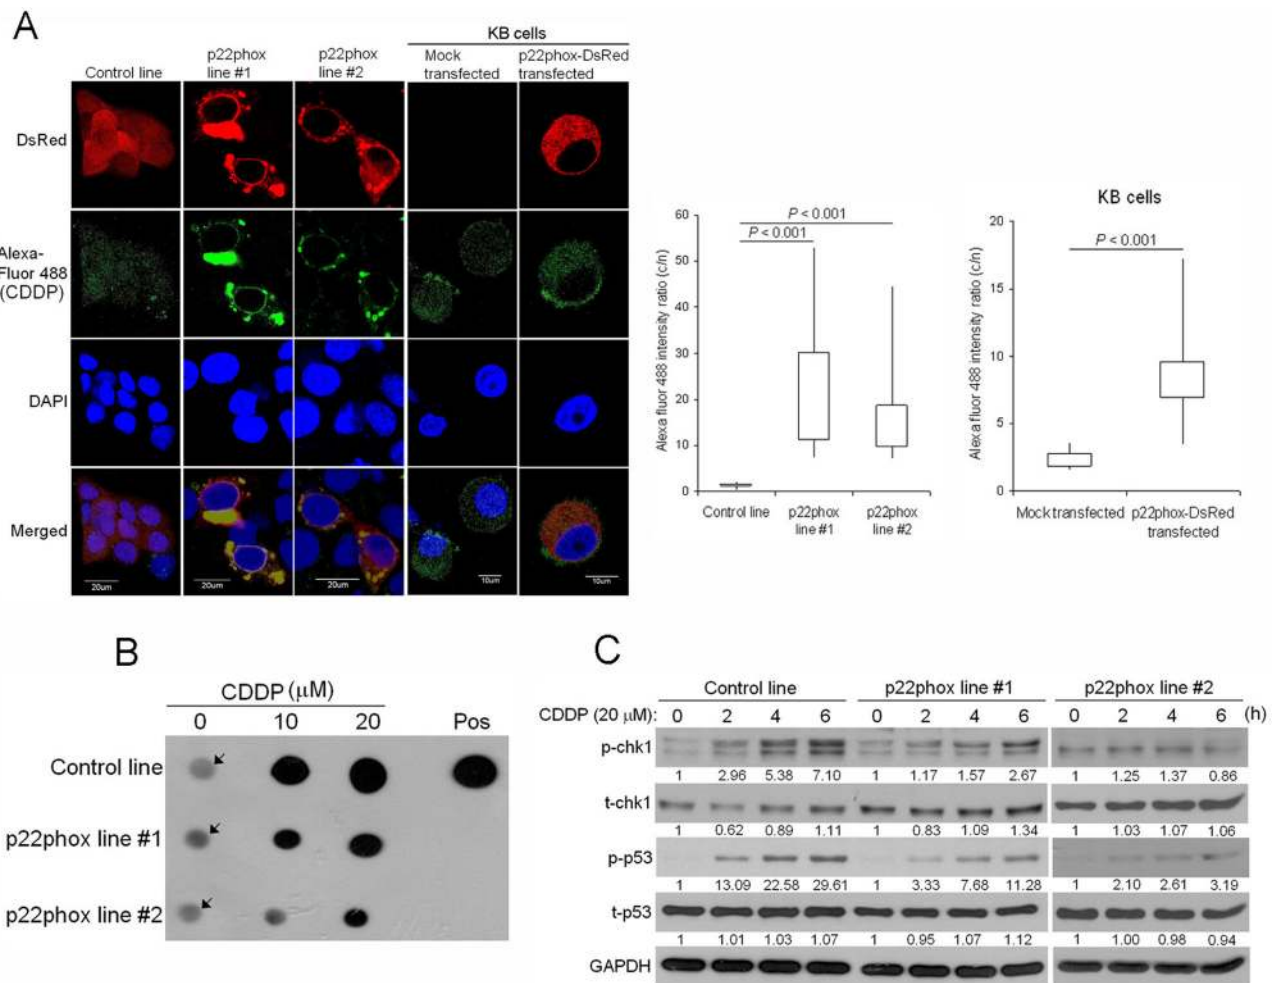 A
KB cells
Control line
p22phox
line #1
p22phox
line #2
Mock
transfected
p22phox-DsRed
transfected
DsRed
Alexa-
Fluor 488
(CDDP)
DAPI
Merged
20um
20um
20um
10um
10um
Alexa fluor 488 intensity ratio (c/n)
60
50
40
30
20
10
0
P < 0.001
P < 0.001
Control line
p22phox
line #1
p22phox
line #2
KB cells
Alexa fluor 488 intensity ratio (c/n)
20
15
10
5
0
P < 0.001
Mock transfected
p22phox-DsRed
transfected
B
CDDP (μM)
0 10 20 Pos
Control line
p22phox line #1
p22phox line #2
C
Control line p22phox line #1 p22phox line #2
CDDP (20 μM): 0 2 4 6 0 2 4 6 0 2 4 6 (h)
p-chk1
1 2.96 5.38 7.10 1 1.17 1.57 2.67 1 1.25 1.37 0.86
t-chk1
1 0.62 0.89 1.11 1 0.83 1.09 1.34 1 1.03 1.07 1.06
p-p53
1 13.09 22.58 29.61 1 3.33 7.68 11.28 1 2.10 2.61 3.19
t-p53
1 1.01 1.03 1.07 1 0.95 1.07 1.12 1 1.00 0.98 0.94
GAPDH